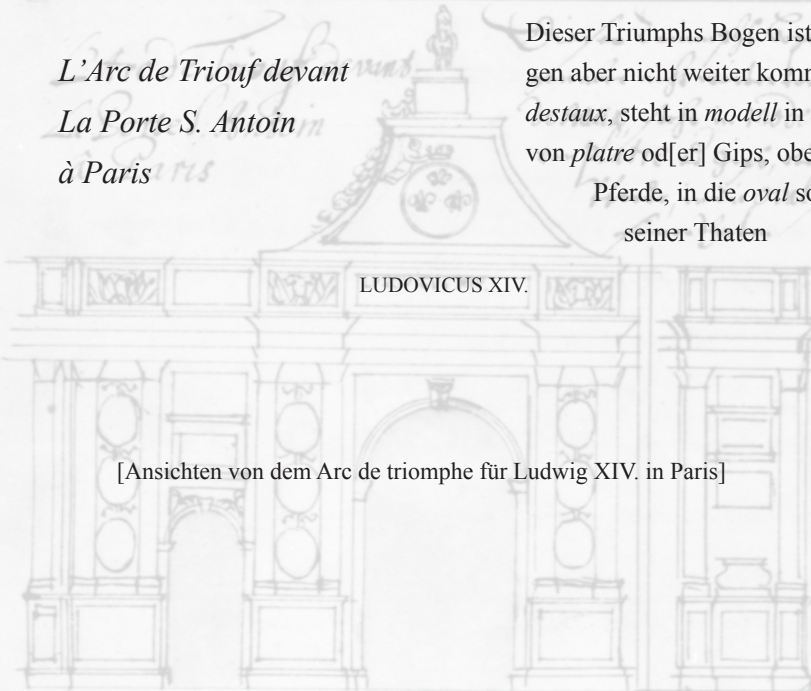 L’Arc de Triouf devant
La Porte S. Antoin
à Paris
Dieser Triumphs Bogen ist
gen aber nicht weiter komm
destaux, steht in modell in
von platre od[er] Gips, obe
Pferde, in die oval so
seiner Thaten
LUDOVICUS XIV.
[Ansichten von dem Arc de triomphe für Ludwig XIV. in Paris]